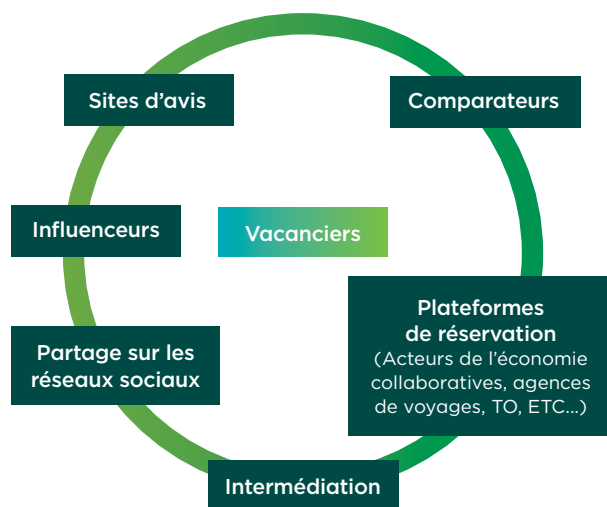 Sites d'avis
Comparateurs
Influenceurs
Vacanciers
Plateformes
de réservation
(Acteurs de l'économie
collaboratives, agences
de voyages, TO, ETC...)
Partage sur les
réseaux sociaux
Intermédiation